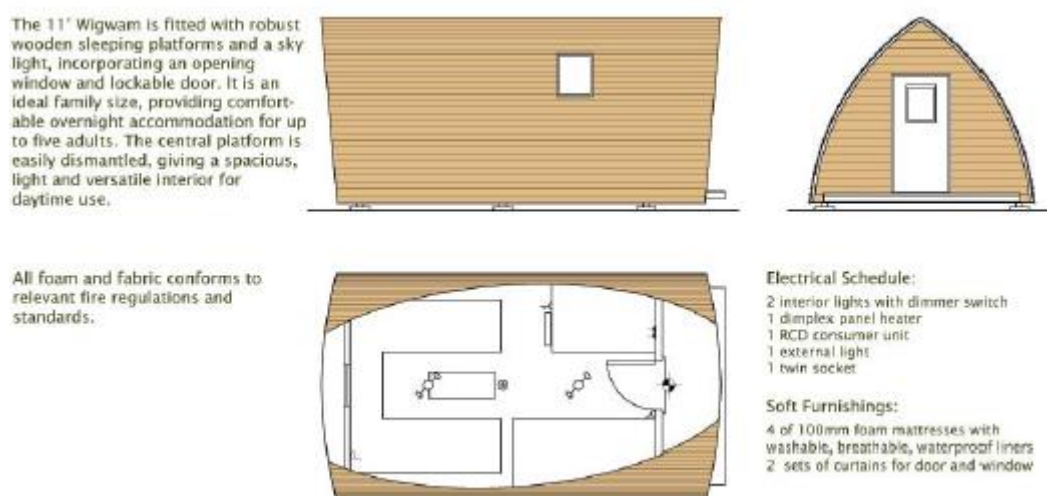 The 11' Wigwam is fitted with robust
wooden sleeping platforms and a sky
light, incorporating an opening
window and lockable door. It is an
ideal family size, providing comfort-
able overnight accommodation for up
to five adults. The central platform is
easily dismantled, giving a spacious,
light and versatile interior for
daytime use.
All foam and fabric conforms to
relevant fire regulations and
standards.
Electrical Schedule:
2 interior lights with dimmer switch
1 dimplex panel heater
1 RCD consumer unit
1 external light
1 twin socket
Soft Furnishings:
4 of 100mm foam mattresses with
washable, breathable, waterproof liners
2 sets of curtains for door and window